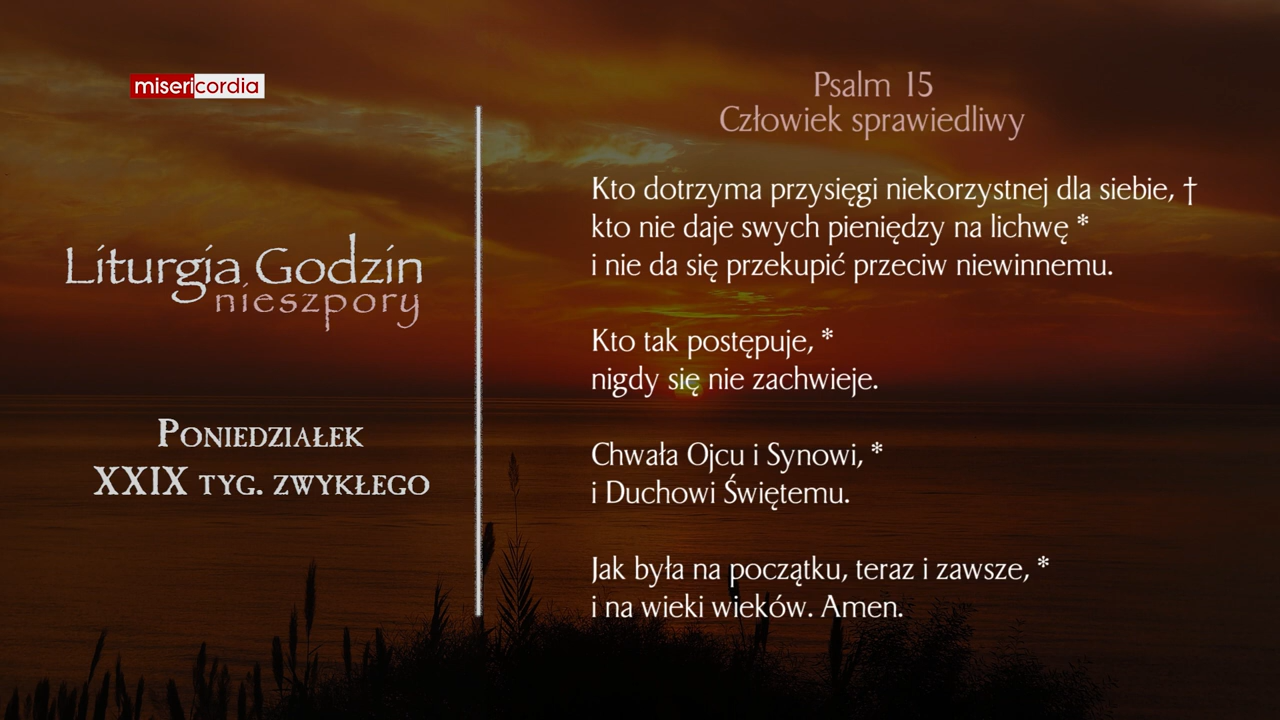 misericordia
Liturgia Godzin
nieszpory
Poniedziałek
XXIX tyg. zwykłego
Psalm 15
Człowiek sprawiedliwy
Kto dotrzyma przysięgi niekorzystnej dla siebie, †
kto nie daje swych pieniędzy na lichwę *
i nie da się przekupić przeciw niewinnemu.
Kto tak postępuje, *
nigdy się nie zachwieje.
Chwała Ojcu i Synowi, *
i Duchowi Świętemu.
Jak była na początku, teraz i zawsze, *
i na wieki wieków. Amen.